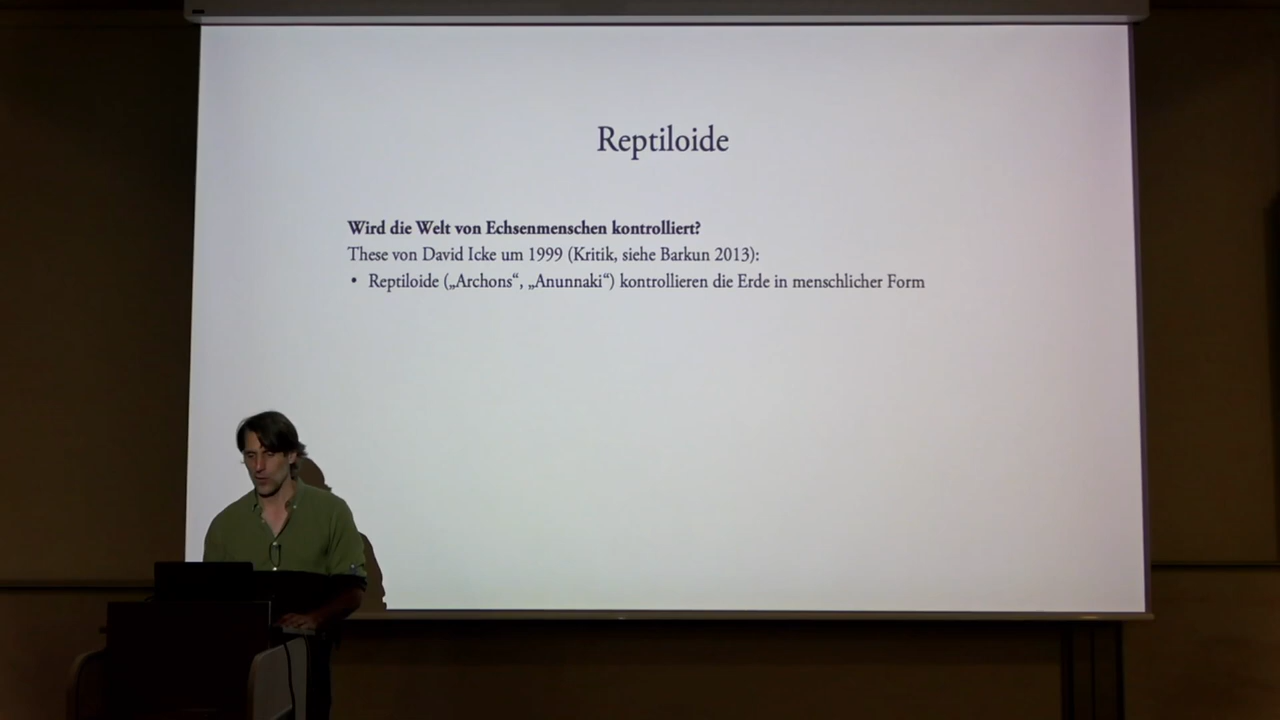 Reptiloide
Wird die Welt von Echsenmenschen kontrolliert?
These von David Icke um 1999 (Kritik, siehe Barkun 2013):
• Reptiloide („Archons“, „Anunnaki“) kontrollieren die Erde in menschlicher Form